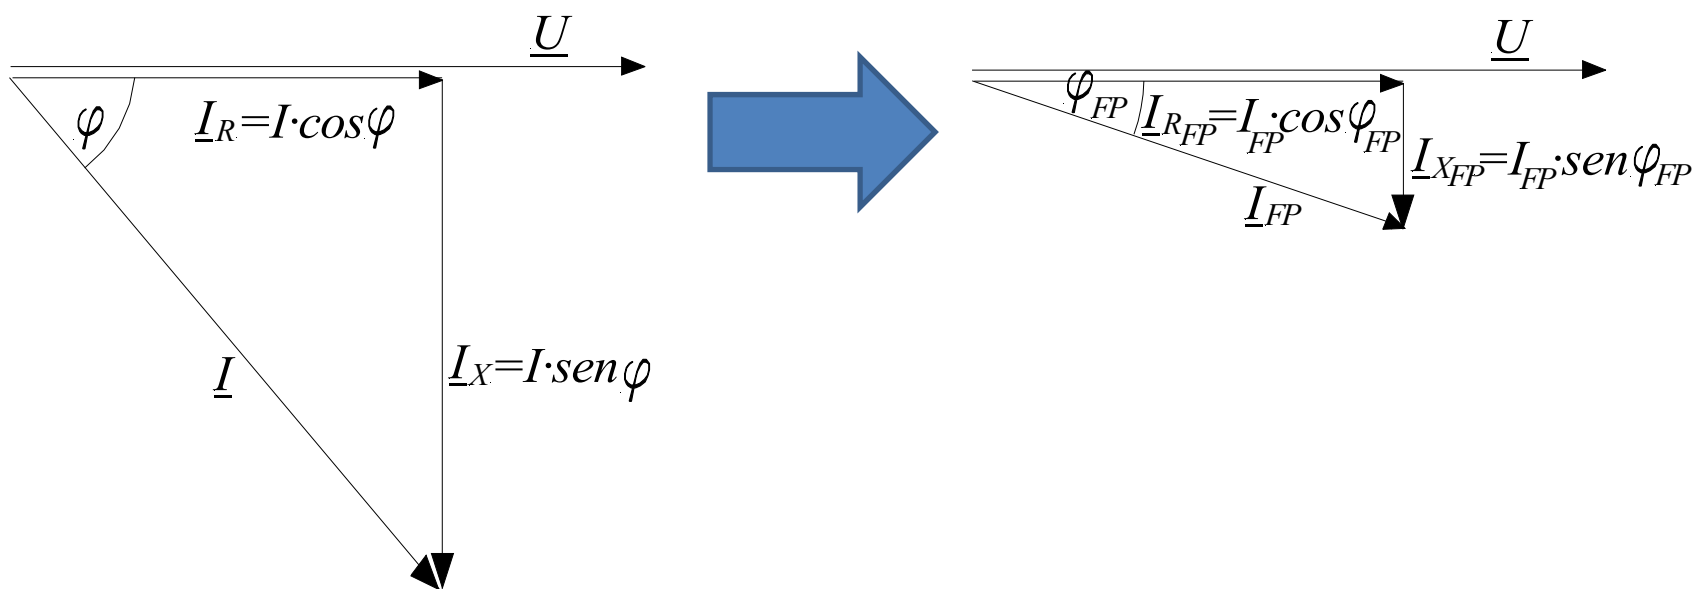 U
φ
I_R=I·cosφ
I
I_X=I·senφ
U
φ_FP
I_R_FP=I_FP·cosφ_FP
I_X_FP=I_FP·senφ_FP
I_FP